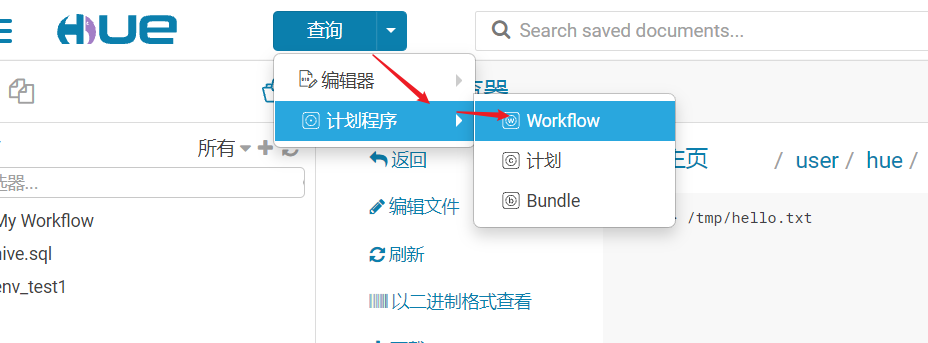 HUE
查询
Search saved documents...
编辑器
计划程序
Workflow
计划
Bundle
所有
返回
主页
/ user / hue /
编辑文件
/tmp/hello.txt
My Workflow
刷新
hive.sql
env_test1
以二进制格式查看